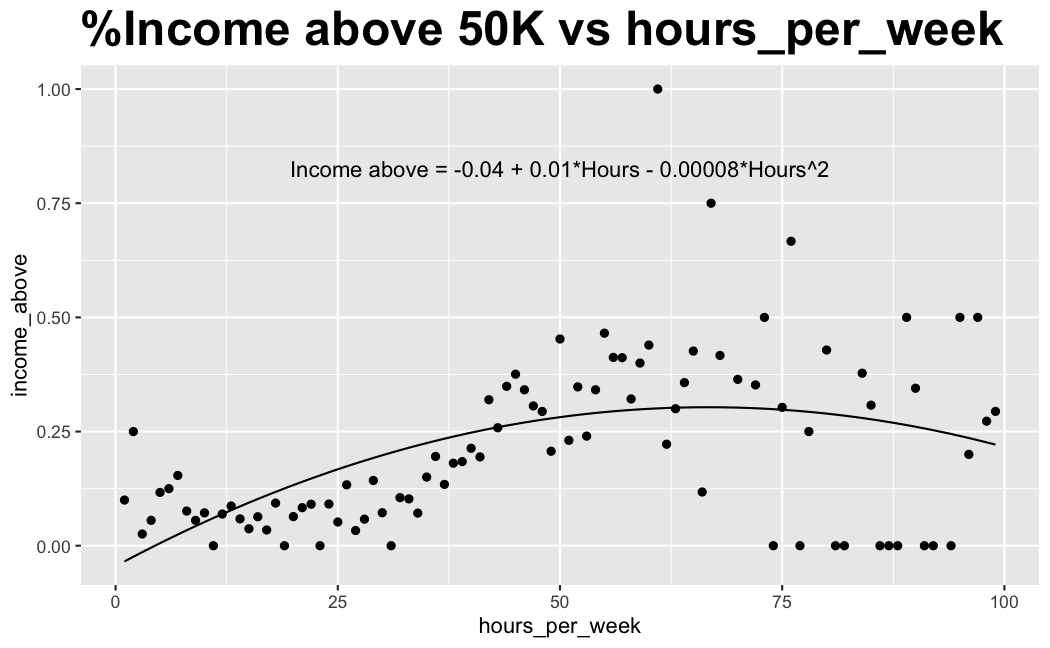 %Income above 50K vs hours_per_week
1.00
Income above = -0.04 + 0.01*Hours - 0.00008*Hours^2
0.75
income_above
0.50
0.25
0.00
0 25 50 75 100
hours_per_week